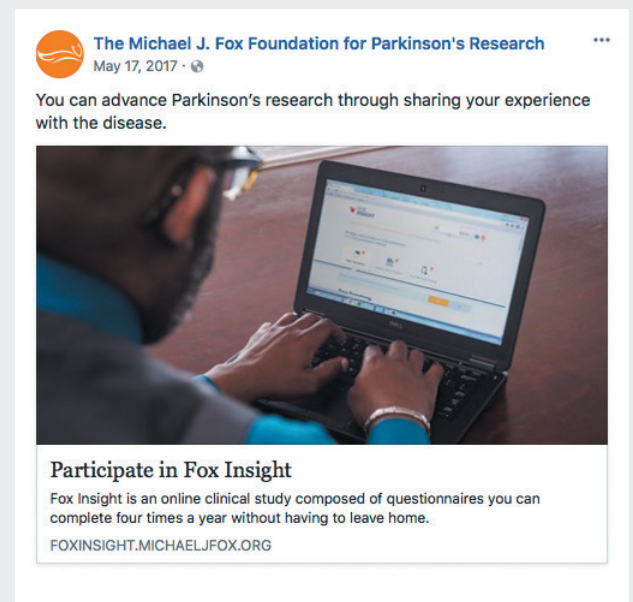 The Michael J. Fox Foundation for Parkinson's Research
May 17, 2017 ·
You can advance Parkinson's research through sharing your experience
with the disease.
DELL
Participate in Fox Insight
Fox Insight is an online clinical study composed of questionnaires you can
complete four times a year without having to leave home.
FOXINSIGHT.MICHAELJFOX.ORG